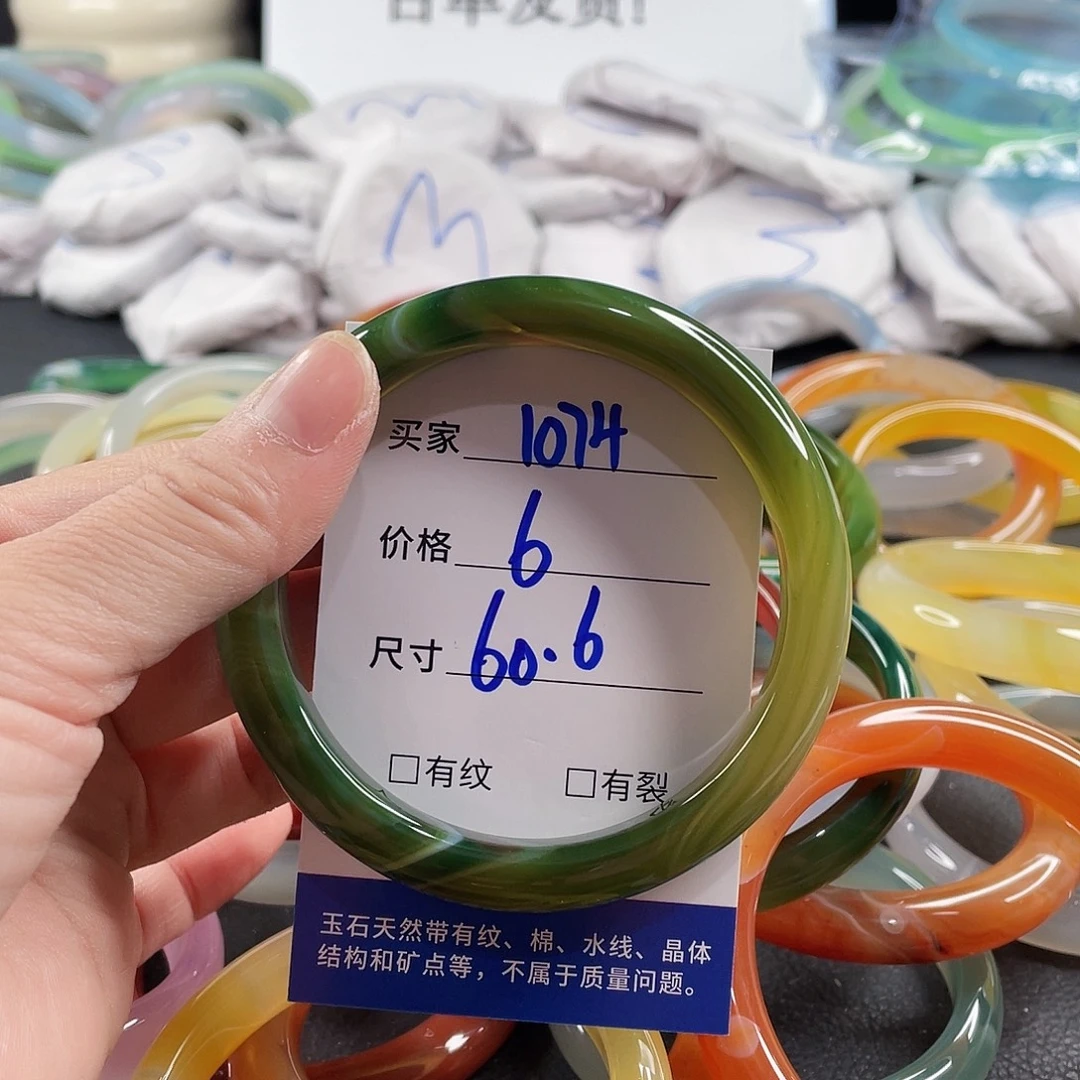 买家 1074
价格 6
尺寸 60.6
□有纹 □有裂
玉石天然带有纹、棉、水线、晶体
结构和矿点等，不属于质量问题。